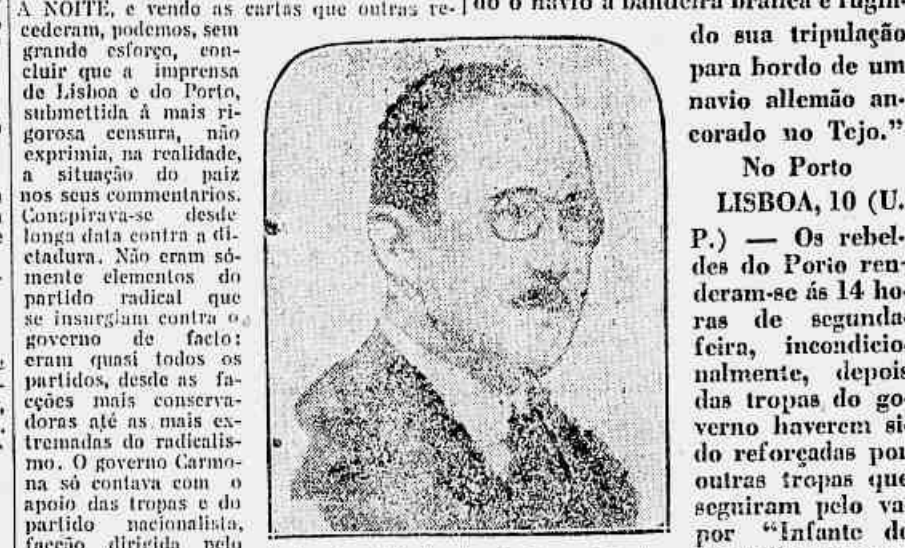 A NOITE, e vendo as cartas que outras re-
cederam, podemos, sem
grande esforço, con-
cluir que a imprensa
de Lisboa e do Porto,
submettida á mais ri-
gorosa censura, não
exprimia, na realidade,
a situação do paiz
nos seus commentarios.
Conspirava-se desde
longa data contra a di-
ctadura. Não eram só-
mente elementos do
partido radical que
se insurgiam contra o
governo de facto:
eram quasi todos os
partidos, desde as fa-
cções mais conserva-
doras até as mais ex-
tremadas do radicalis-
mo. O governo Carmo-
na só contava com o
apoio das tropas e do
partido nacionalista,
facção dirigida pelo
do o navio a bandeira branca e fugin-
do sua tripulação
para bordo de um
navio allemão an-
corado no Tejo."
No Porto
LISBOA, 10 (U.
P.) — Os rebel-
des do Porto ren-
deram-se ás 14 ho-
ras de segunda-
feira, incondicio-
nalmente, depois
das tropas do go-
verno haverem si-
do reforçadas por
outras tropas que
seguiram pelo va-
por "Infante de